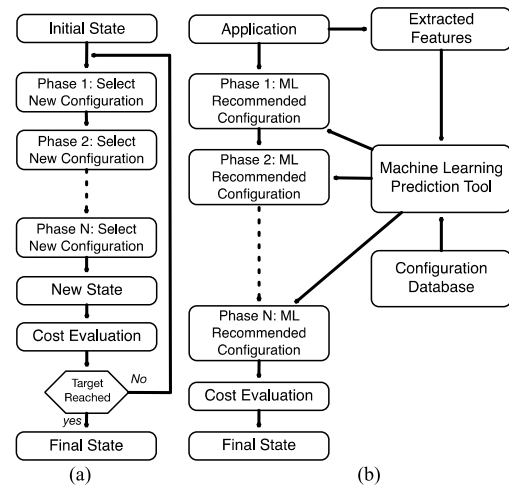 Initial State
Phase 1: Select
New Configuration
Phase 2: Select
New Configuration
Phase N: Select
New Configuration
New State
Cost Evaluation
Target
Reached
No
yes
Final State
(a)
Application
Extracted
Features
Phase 1: ML
Recommended
Configuration
Phase 2: ML
Recommended
Configuration
Machine Learning
Prediction Tool
Configuration
Database
Phase N: ML
Recommended
Configuration
Cost Evaluation
Final State
(b)